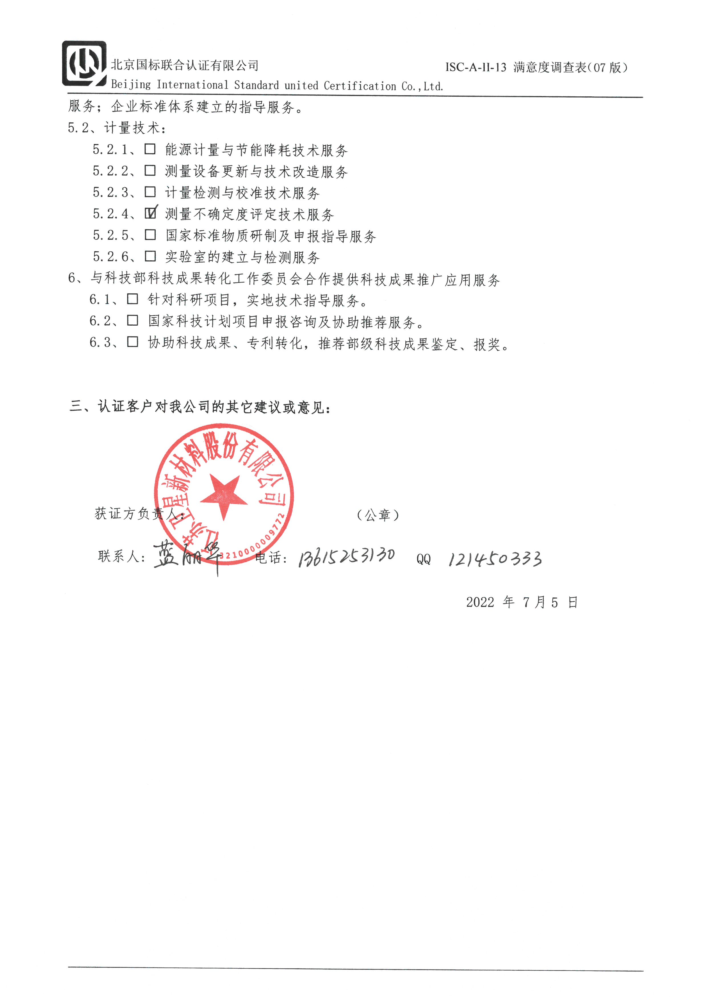 北京国标联合认证有限公司 ISC-A-II-13 满意度调查表(07 版)
Beijing International Standard united Certification Co.,Ltd.
服务；企业标准体系建立的指导服务。
5.2、计量技术：
5.2.1、☐ 能源计量与节能降耗技术服务
5.2.2、☐ 测量设备更新与技术改造服务
5.2.3、☐ 计量检测与校准技术服务
5.2.4、☑ 测量不确定度评定技术服务
5.2.5、☐ 国家标准物质研制及申报指导服务
5.2.6、☐ 实验室的建立与检测服务
6、与科技部科技成果转化工作委员会合作提供科技成果推广应用服务
6.1、☐ 针对科研项目，实地技术指导服务。
6.2、☐ 国家科技计划项目申报咨询及协助推荐服务。
6.3、☐ 协助科技成果、专利转化，推荐部级科技成果鉴定、报奖。
三、认证客户对我公司的其它建议或意见：
江苏卫星新材料股份有限公司
3210000009772
获证方负责人： （公章）
联系人：蓝丽华 电话：13615253130 QQ 121450333
2022 年 7 月 5 日